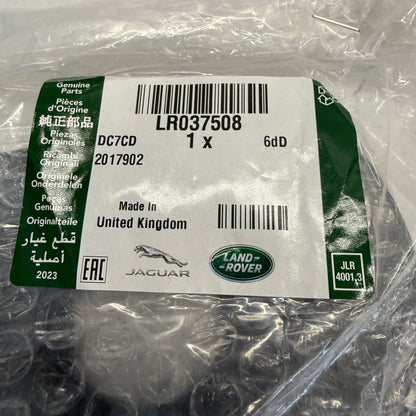 Genuine
Parts
Pièces
d'Origine
純正部品
Piezas
Originales
Ricambi
Originali
Originele
Onderdelen
Peças
Genuínas
Originalteile
قطع غيار
أصلية
2023
LR037508
DC7CD 1 x 6dD
2017902
Made In
United Kingdom
EAC
JAGUAR
LAND-
-ROVER
JLR
4001.3